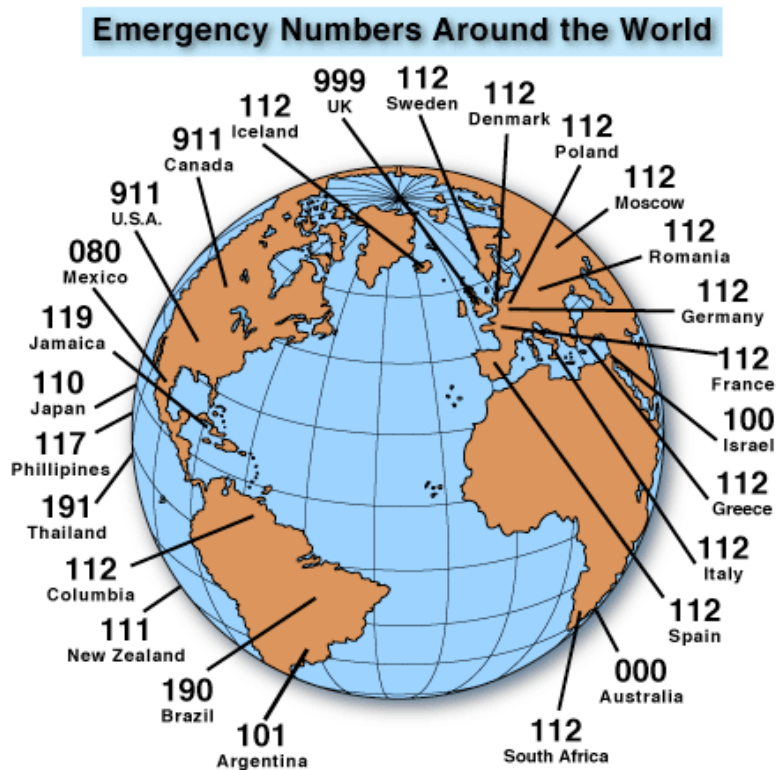 Emergency Numbers Around the World
999
UK
112
Sweden
112
Denmark
112
Iceland
112
Poland
911
Canada
112
Moscow
911
U.S.A.
112
Romania
080
Mexico
112
Germany
119
Jamaica
112
France
110
Japan
100
Israel
117
Phillipines
112
Greece
191
Thailand
112
Italy
112
Columbia
112
Spain
111
New Zealand
000
Australia
190
Brazil
112
South Africa
101
Argentina